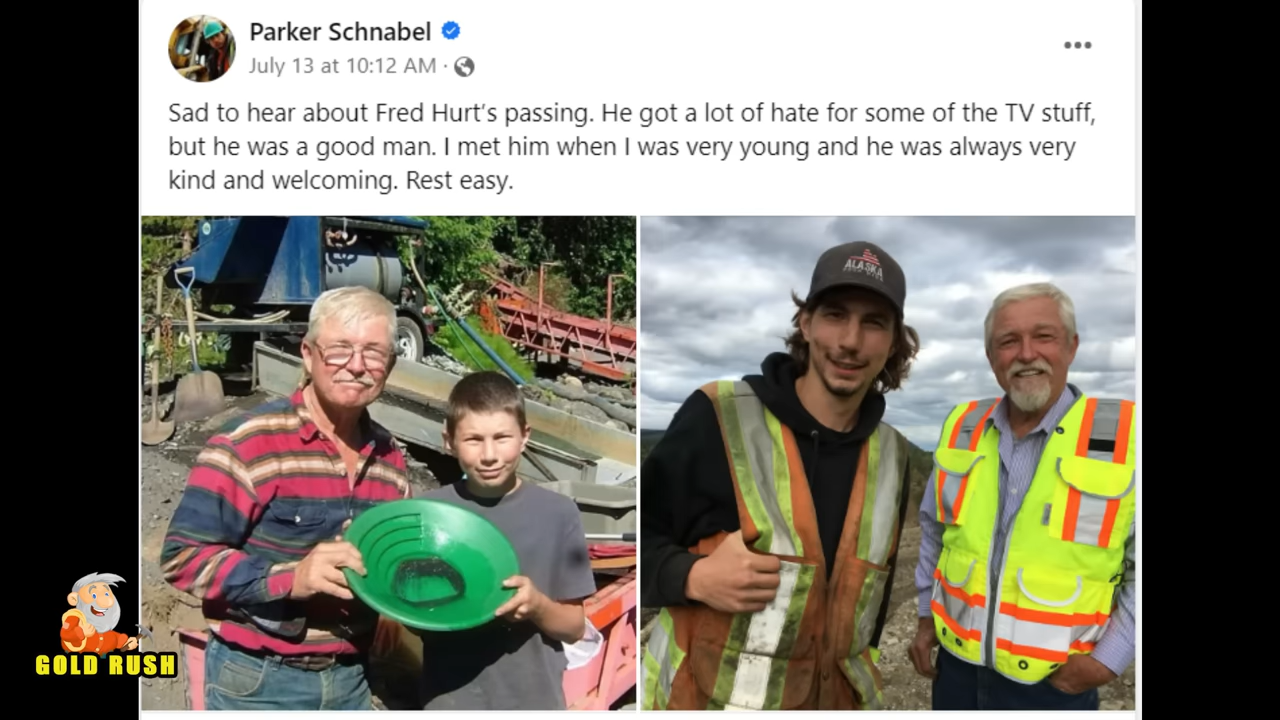 Parker Schnabel
July 13 at 10:12 AM ·
Sad to hear about Fred Hurt’s passing. He got a lot of hate for some of the TV stuff,
but he was a good man. I met him when I was very young and he was always very
kind and welcoming. Rest easy.
ALASKA
GOLD RUSH